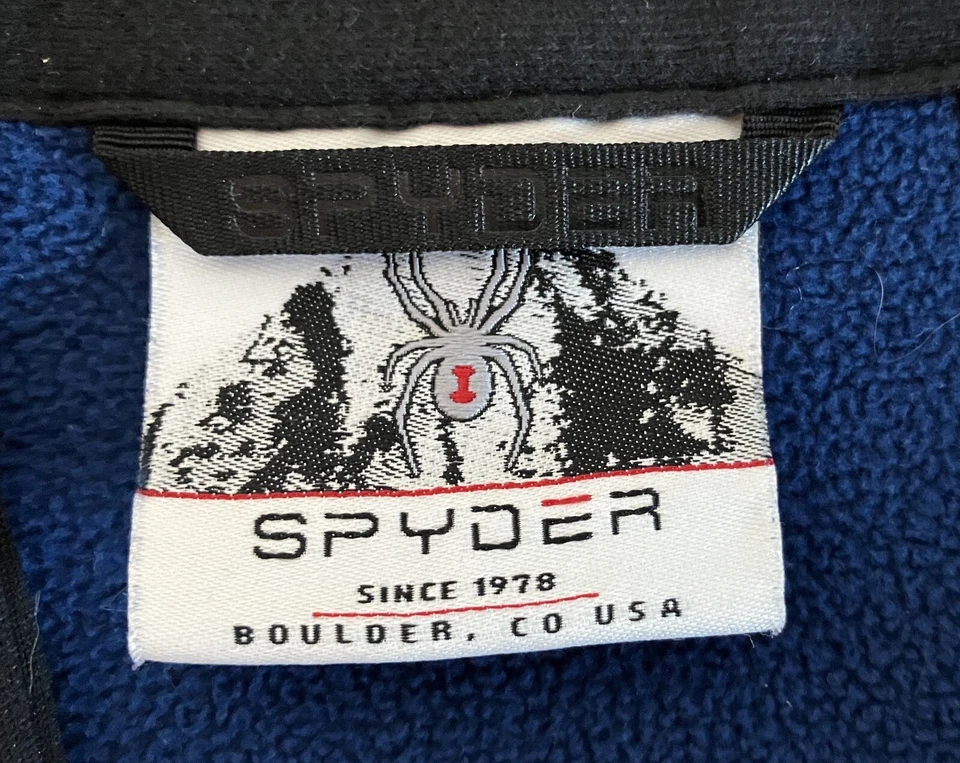 SPYDER
SPYDER
SINCE 1978
BOULDER, CO USA